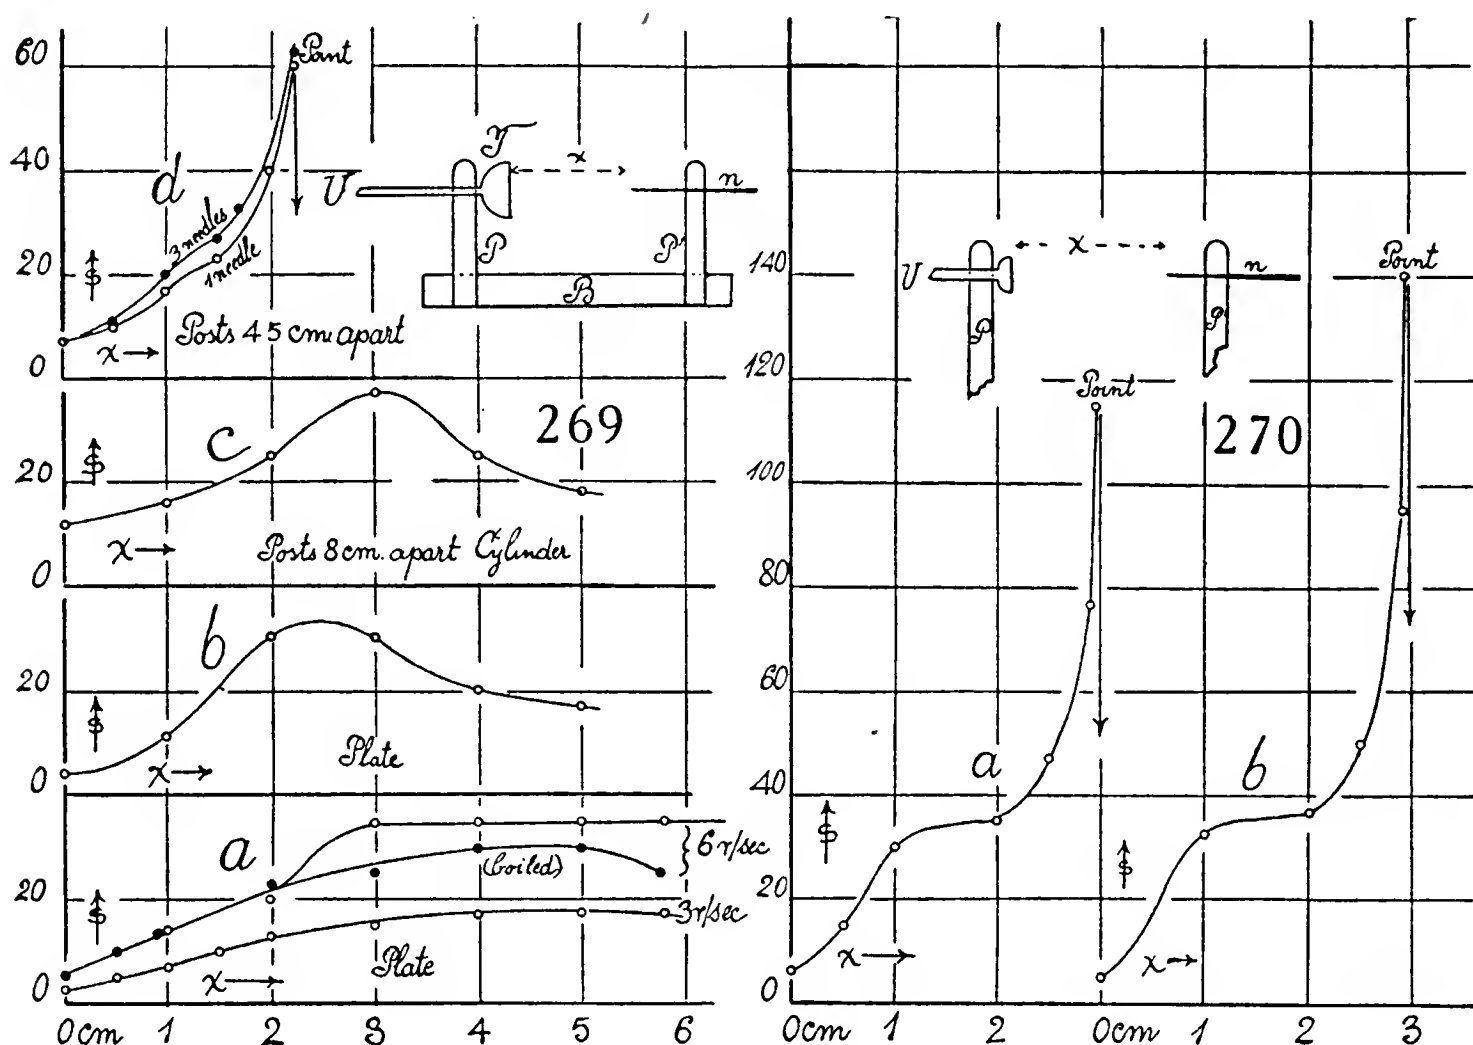 60
40
20
0
d
3 needles
1 needle
$
x
Posts 4 5 cm. apart
Point
U
T
x
n
P
P'
B
20
0
c
269
$
x
Posts 8 cm. apart Cylinder
20
0
b
$
x
Plate
20
0
a
(boiled)
6 r/sec
3 r/sec
$
x
Plate
0 cm 1 2 3 4 5 6
140
120
100
80
60
40
20
0
U
x
n
P
P
Point
Point
270
a
b
$
x
$
x
0 cm 1 2 0 cm 1 2 3